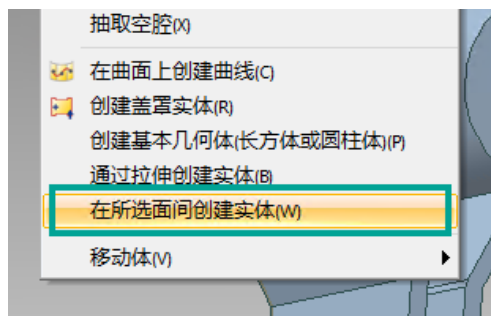 抽取空腔(X)
在曲面上创建曲线(C)
创建盖罩实体(R)
创建基本几何体(长方体或圆柱体)(P)
通过拉伸创建实体(B)
在所选面间创建实体(W)
移动体(V)